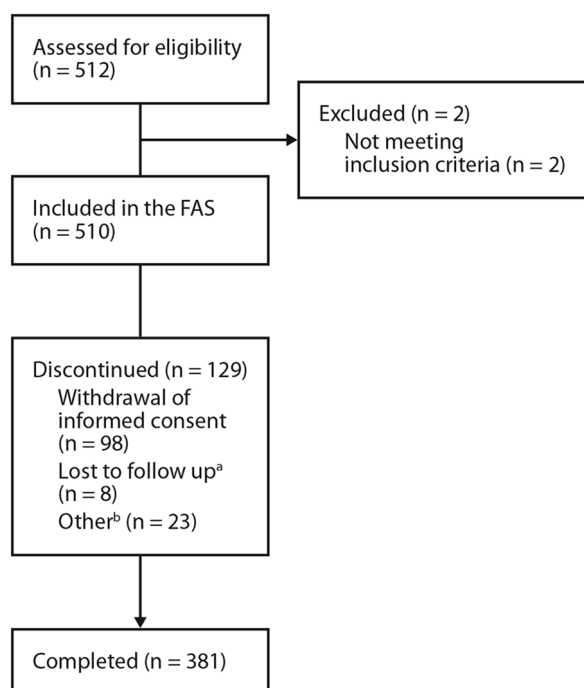 Assessed for eligibility
(n = 512)
Excluded (n = 2)
Not meeting
inclusion criteria (n = 2)
Included in the FAS
(n = 510)
Discontinued (n = 129)
Withdrawal of
informed consent
(n = 98)
Lost to follow upᵃ
(n = 8)
Otherᵇ (n = 23)
Completed (n = 381)